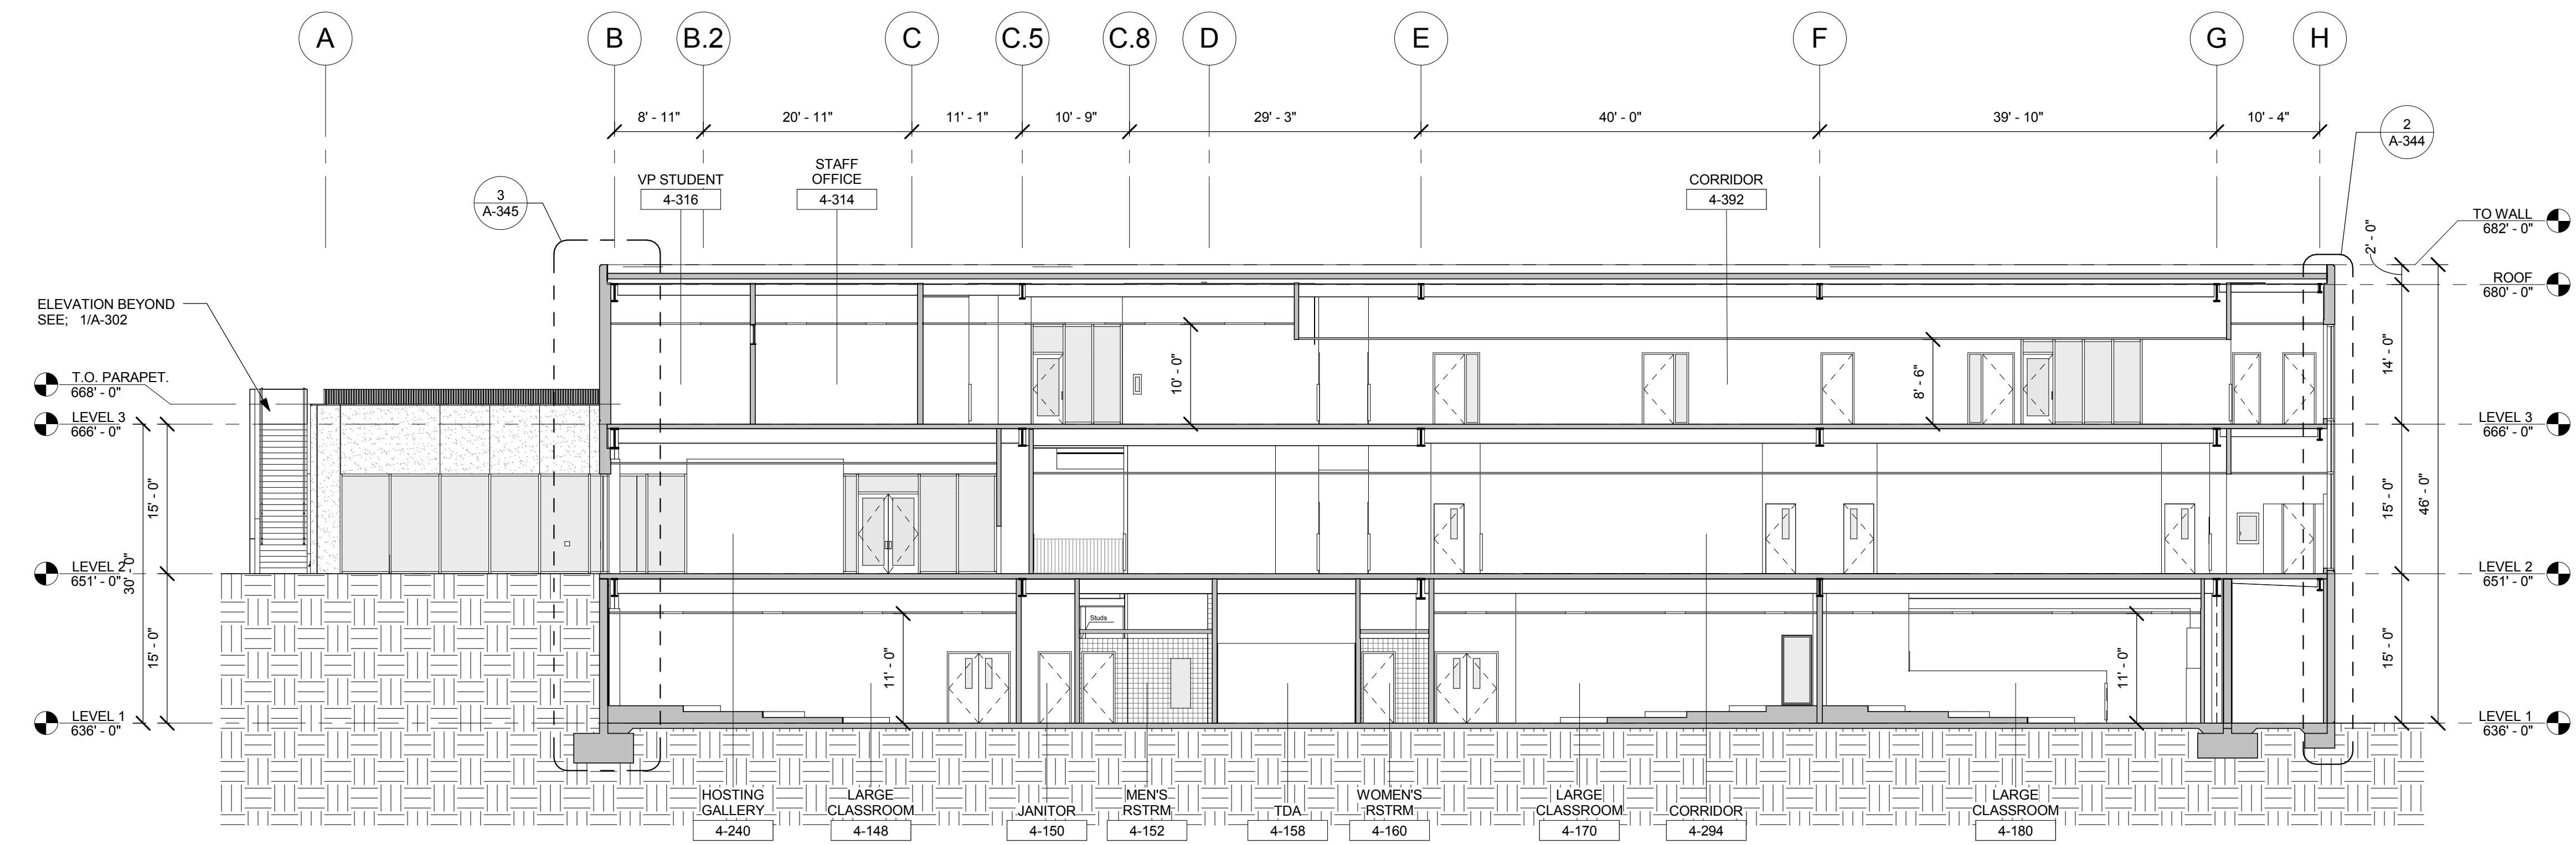 A
B
B.2
C
C.5
C.8
D
E
F
G
H
8' - 11"
20' - 11"
11' - 1"
10' - 9"
29' - 3"
40' - 0"
39' - 10"
10' - 4"
2
A-344
3
A-345
VP STUDENT
4-316
STAFF
OFFICE
4-314
CORRIDOR
4-392
TO WALL
682' - 0"
2' - 0"
ROOF
680' - 0"
ELEVATION BEYOND
SEE; 1/A-302
T.O. PARAPET.
668' - 0"
10' - 0"
8' - 6"
14' - 0"
LEVEL 3
666' - 0"
LEVEL 3
666' - 0"
15' - 0"
30' - 0"
15' - 0"
46' - 0"
LEVEL 2
651' - 0"
LEVEL 2
651' - 0"
Studs
15' - 0"
11' - 0"
11' - 0"
15' - 0"
LEVEL 1
636' - 0"
LEVEL 1
636' - 0"
HOSTING
GALLERY
4-240
LARGE
CLASSROOM
4-148
JANITOR
4-150
MEN'S
RSTRM
4-152
TDA
4-158
WOMEN'S
RSTRM
4-160
LARGE
CLASSROOM
4-170
CORRIDOR
4-294
LARGE
CLASSROOM
4-180